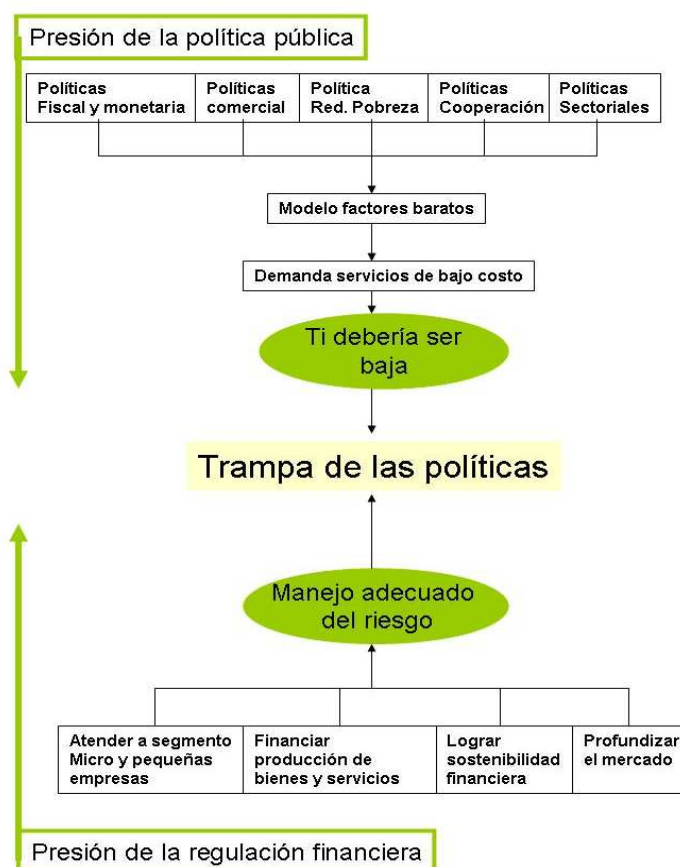 Presión de la política pública
Políticas
Fiscal y monetaria
Políticas
comercial
Política
Red. Pobreza
Políticas
Cooperación
Políticas
Sectoriales
Modelo factores baratos
Demanda servicios de bajo costo
Ti debería ser
baja
Trampa de las políticas
Manejo adecuado
del riesgo
Atender a segmento
Micro y pequeñas
empresas
Financiar
producción de
bienes y servicios
Lograr
sostenibilidad
financiera
Profundizar
el mercado
Presión de la regulación financiera